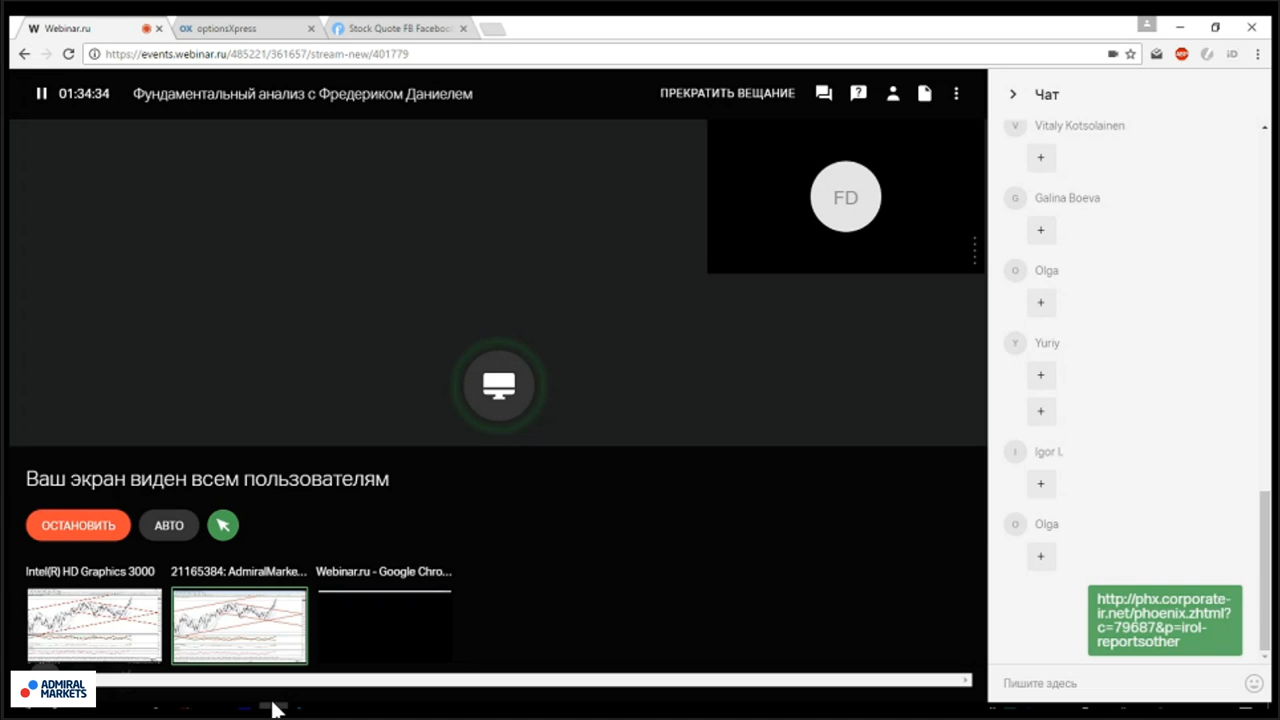 Webinar.ru
OX optionsXpress
Stock Quote FB Faceboo
https://events.webinar.ru/485221/361657/stream-new/401779
ABP
iD
01:34:34
Фундаментальный анализ с Фредериком Даниелем
ПРЕКРАТИТЬ ВЕЩАНИЕ
FD
Ваш экран виден всем пользователям
ОСТАНОВИТЬ
АВТО
Intel(R) HD Graphics 3000
21165384: AdmiralMarke...
Webinar.ru - Google Chro...
ADMIRAL
MARKETS
Чат
V
Vitaly Kotsolainen
+
G
Galina Boeva
+
O
Olga
+
Y
Yuriy
+
+
I
Igor L
+
O
Olga
+
http://phx.corporate-
ir.net/phoenix.zhtml?
c=79687&p=irol-
reportsother
Пишите здесь